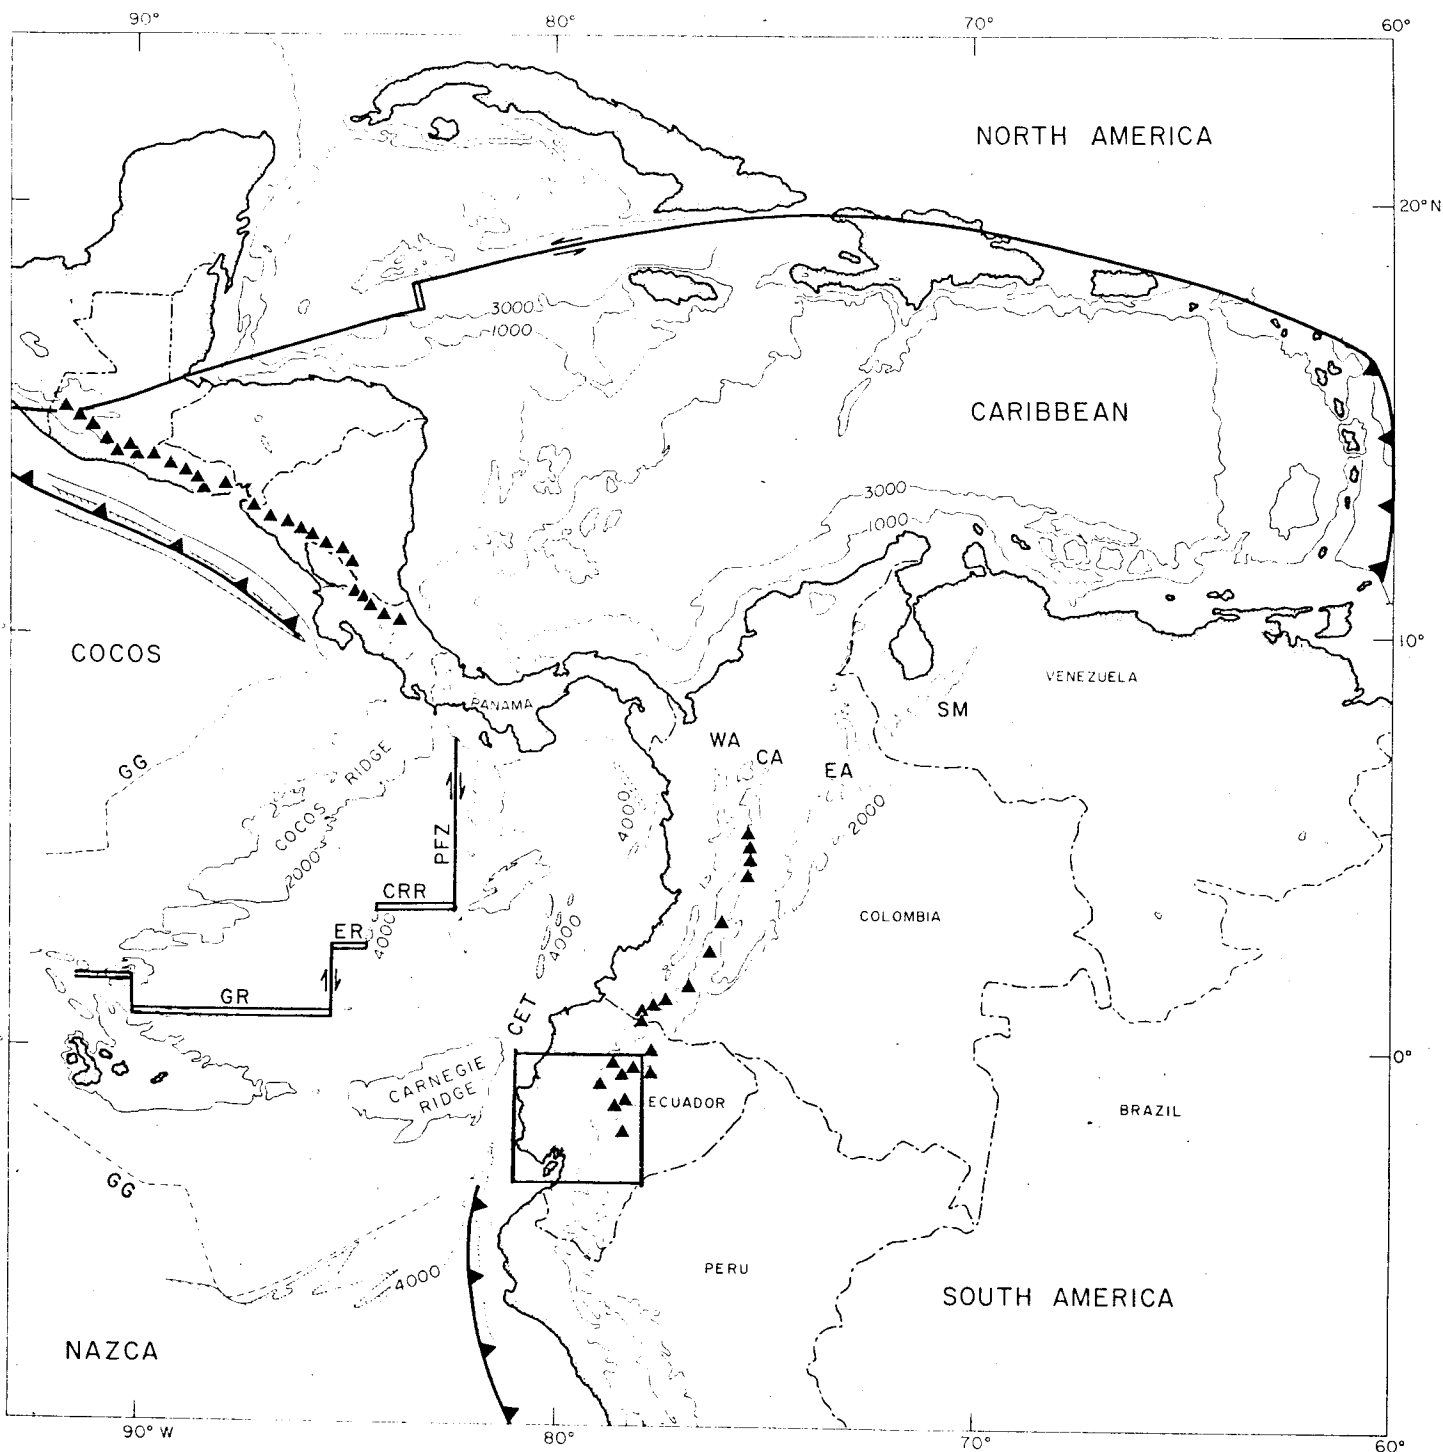 90° 80° 70° 60°
NORTH AMERICA
20°N
3000
1000
CARIBBEAN
3000
1000
COCOS
10°
VENEZUELA
PANAMA
SM
WA
CA
EA
GG
COCOS RIDGE
2000
4000
2000
PFZ
CRR
COLOMBIA
ER
4000
4000
GR
CET
0°
CARNEGIE
RIDGE
ECUADOR
BRAZIL
GG
PERU
4000
SOUTH AMERICA
NAZCA
90° W 80° 70° 60°